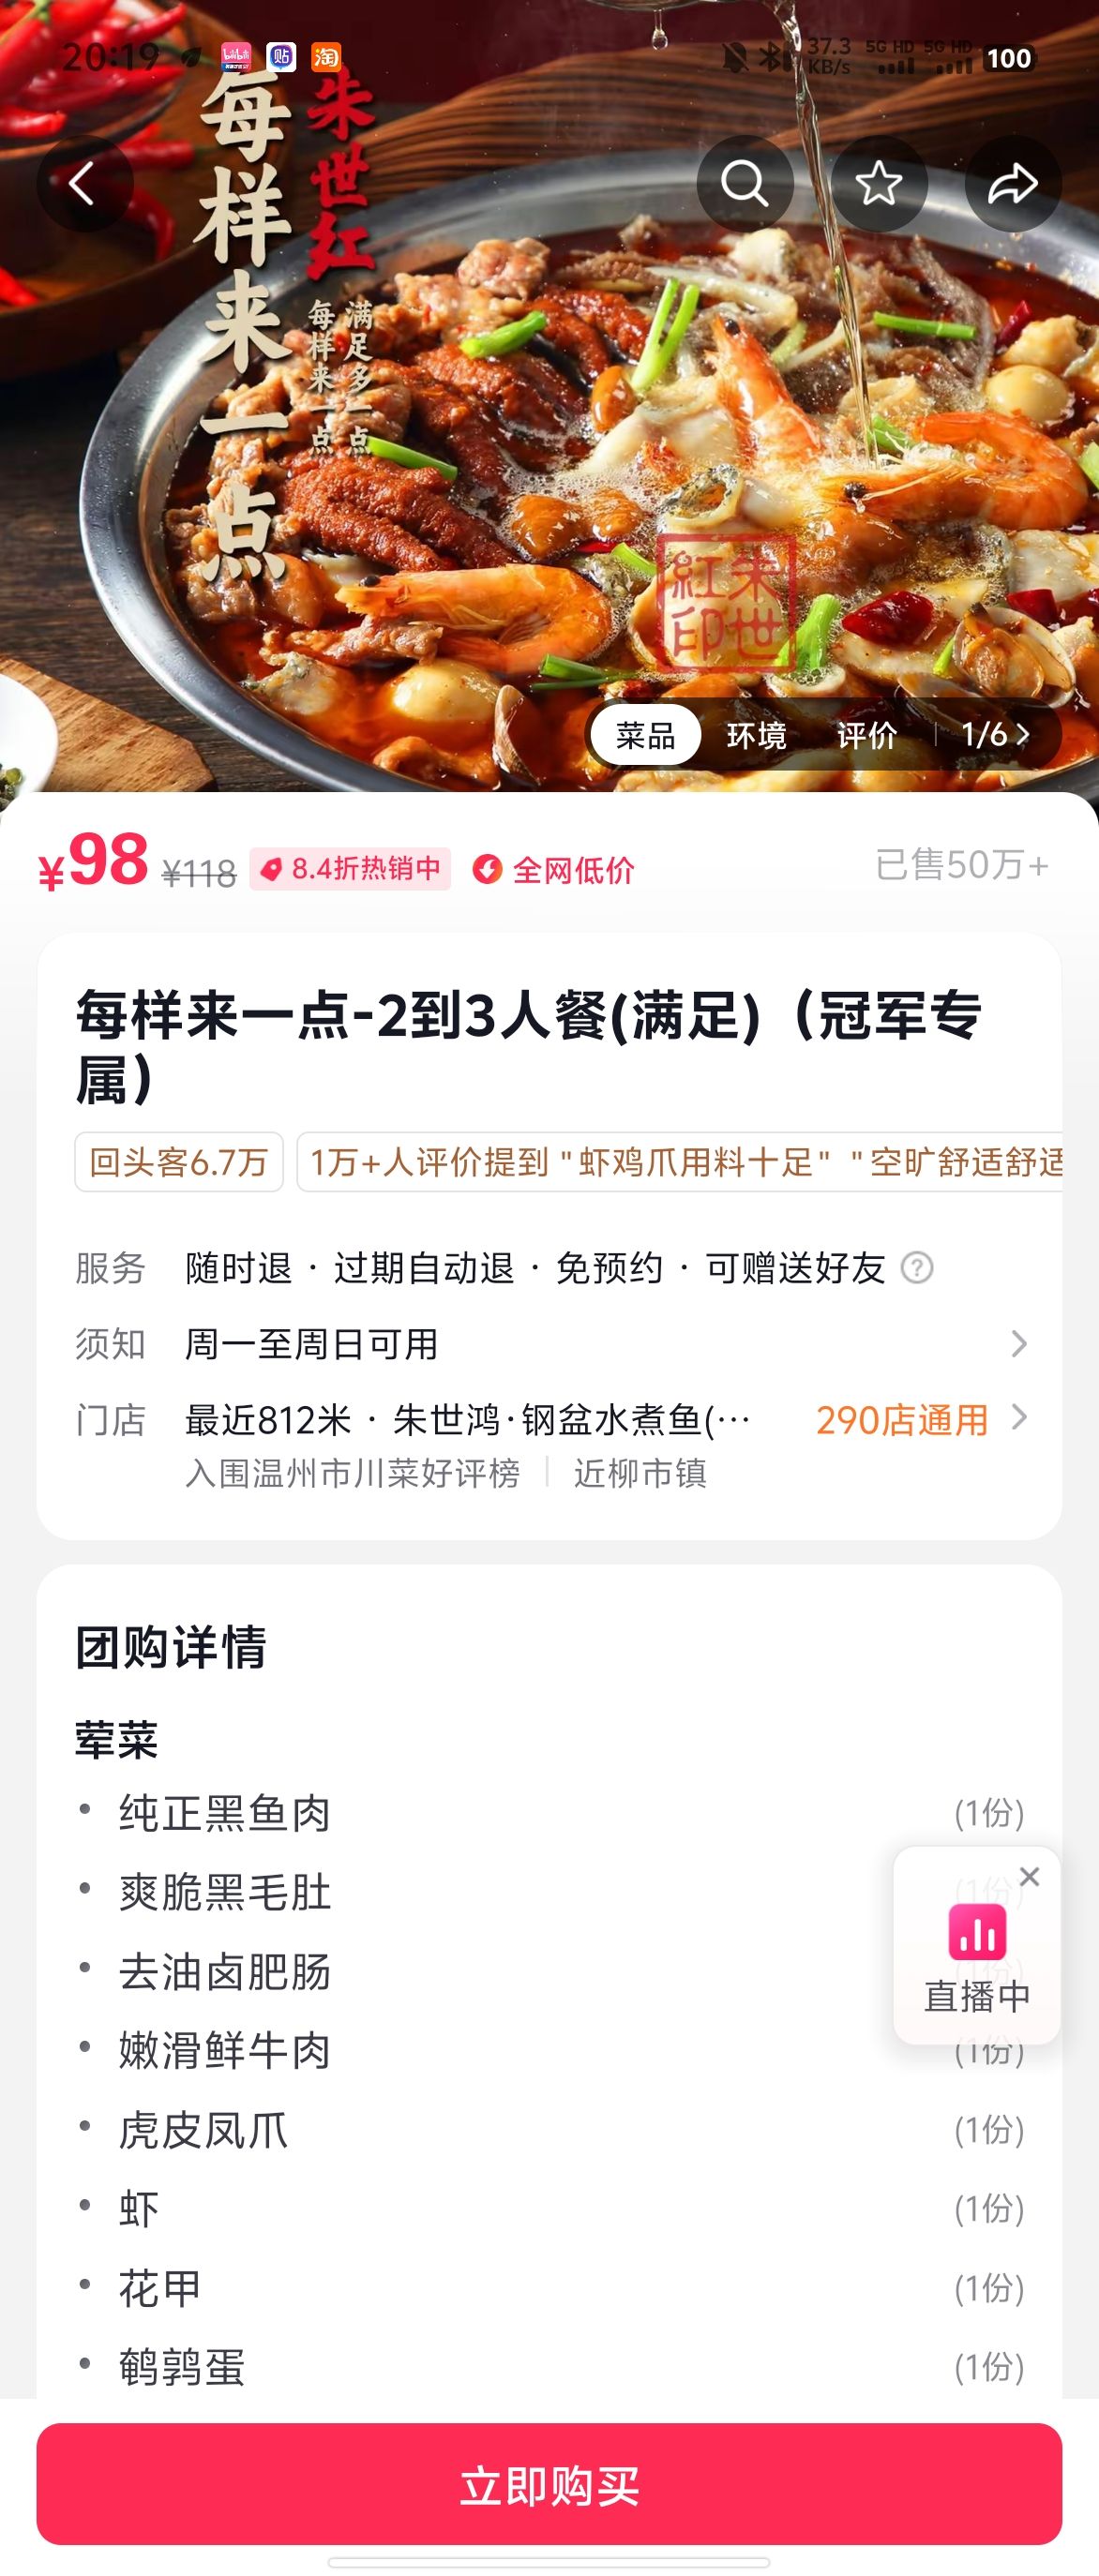 20:19
37.3 KB/s
5G HD 5G HD
100
每样来一点
朱世红
满足多一点
每样来一点
朱世
紅印
菜品 环境 评价 1/6
¥98 ¥118 8.4折热销中 全网低价 已售50万+
每样来一点-2到3人餐(满足)（冠军专
属）
回头客6.7万 1万+人评价提到 "虾鸡爪用料十足" "空旷舒适舒适
服务 随时退 · 过期自动退 · 免预约 · 可赠送好友 ?
须知 周一至周日可用
门店 最近812米 · 朱世鸿·钢盆水煮鱼(… 290店通用
入围温州市川菜好评榜 近柳市镇
团购详情
荤菜
纯正黑鱼肉 (1份)
爽脆黑毛肚 (1份)
去油卤肥肠 (1份)
直播中
嫩滑鲜牛肉 (1份)
虎皮凤爪 (1份)
虾 (1份)
花甲 (1份)
鹌鹑蛋 (1份)
立即购买